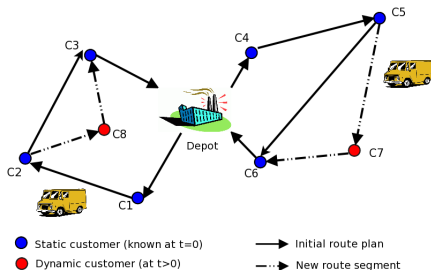 C5
C4
C3
C8
Depot
C7
C2
C6
C1
Static customer (known at t=0)
Initial route plan
Dynamic customer (at t>0)
New route segment